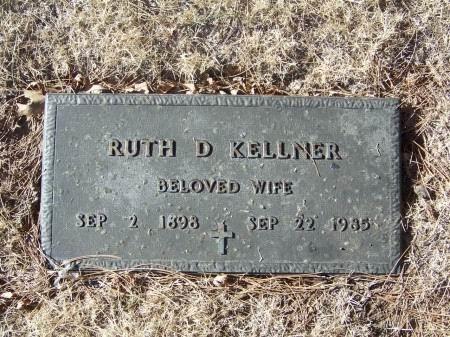 RUTH D KELLNER
BELOVED WIFE
SEP 2 1898 SEP 22 1985